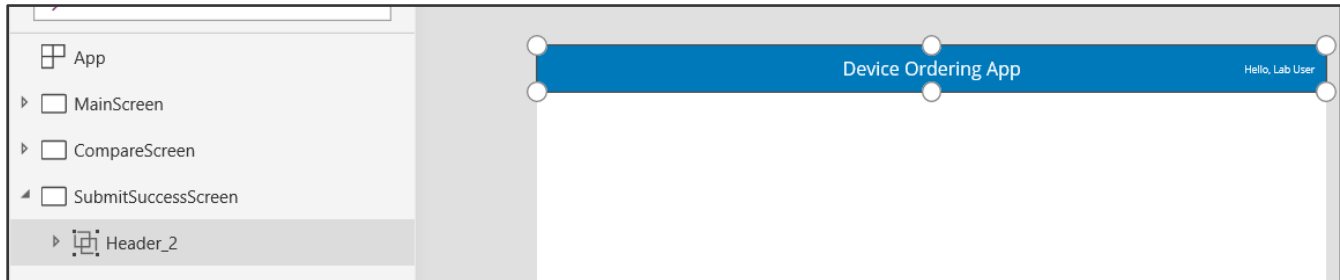 App
MainScreen
CompareScreen
SubmitSuccessScreen
Header_2
Device Ordering App
Hello, Lab User